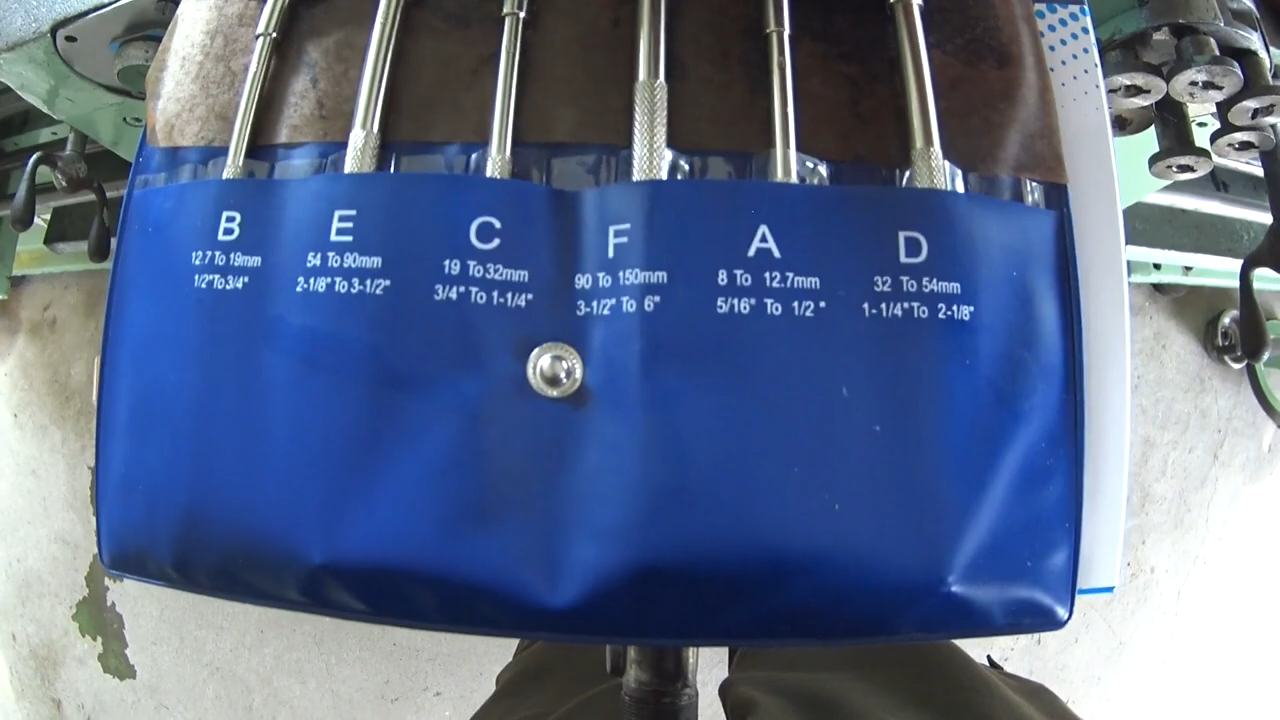 B
12.7 To 19mm
1/2"To 3/4"
E
54 To 90mm
2-1/8" To 3-1/2"
C
19 To 32mm
3/4" To 1-1/4"
F
90 To 150mm
3-1/2" To 6"
A
8 To 12.7mm
5/16" To 1/2 "
D
32 To 54mm
1-1/4" To 2-1/8"